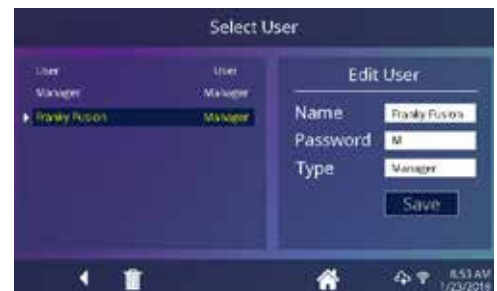 Select User
User User
Manager Manager
Franky Fusion Manager
Edit User
Name Franky Fusion
Password M
Type Manager
Save
8:53 AM
1/23/2018